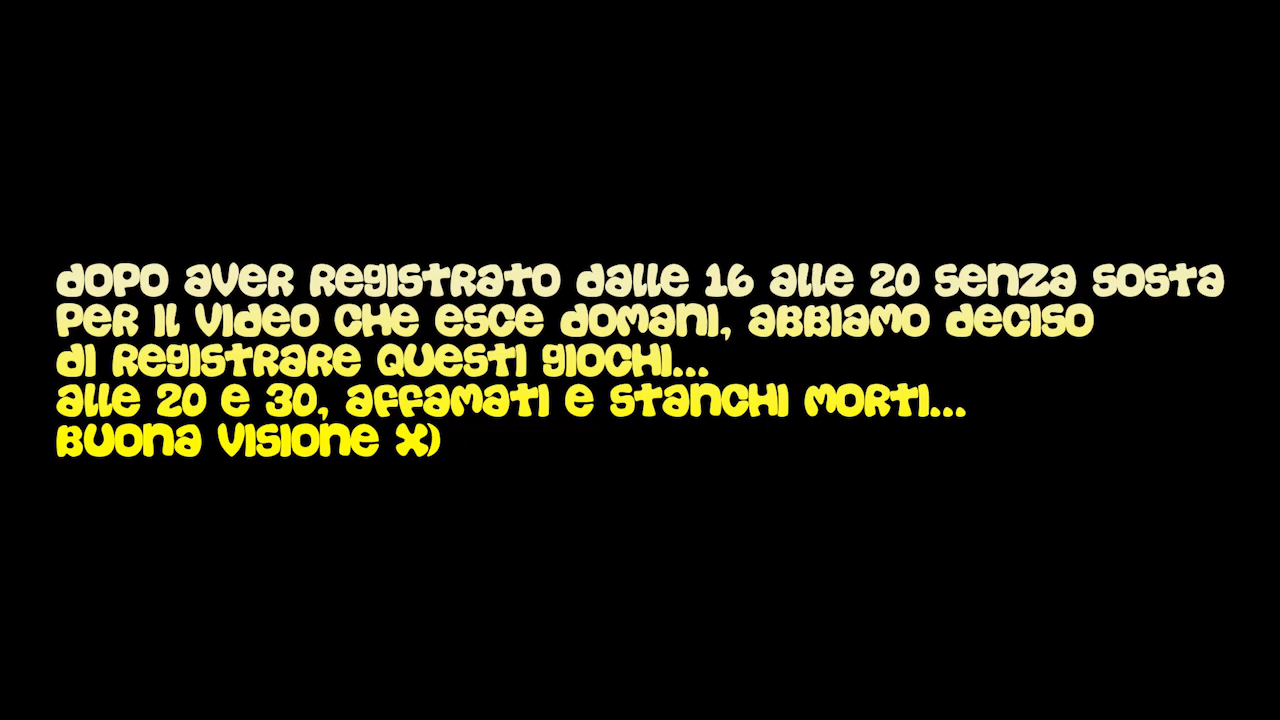 dopo aver registrato dalle 16 alle 20 senza sosta
per il video che esce domani, abbiamo deciso
di registrare questi giochi...
alle 20 e 30, affamati e stanchi morti...
buona visione x)